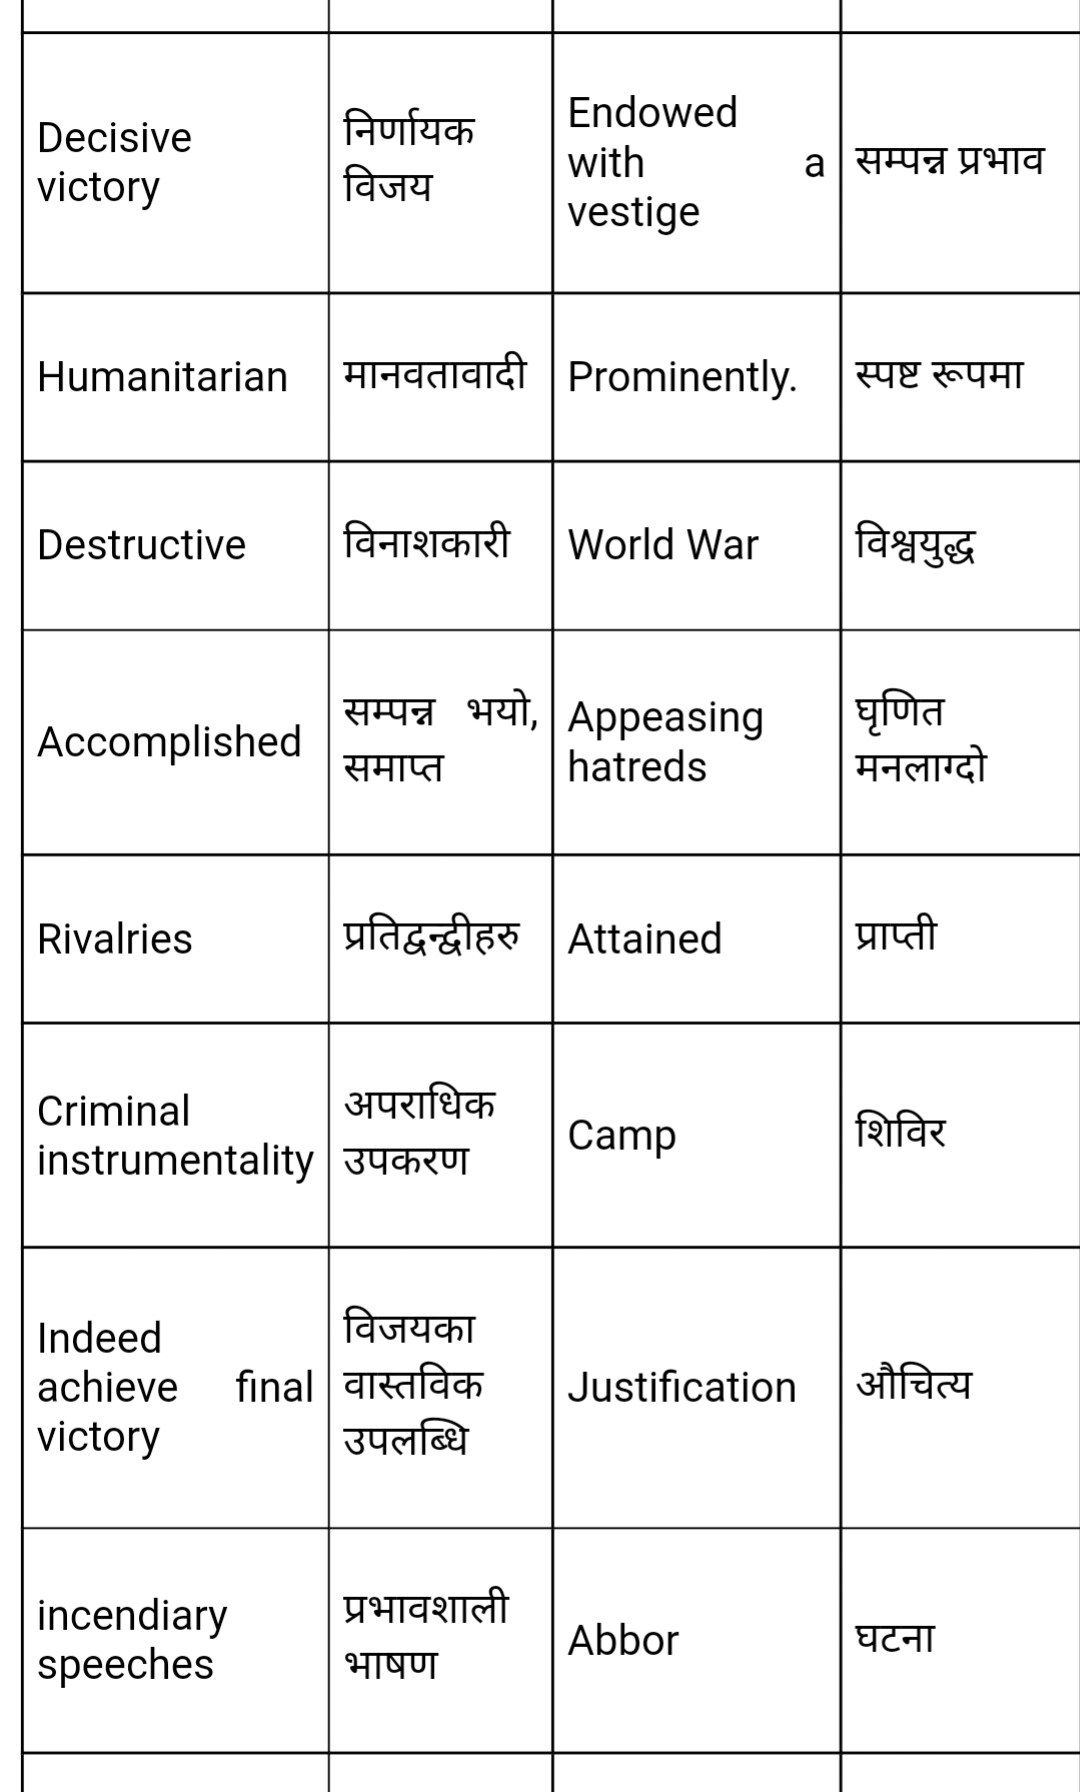 Decisive
victory
निर्णायक
विजय
Endowed
with a
vestige
सम्पन्न प्रभाव
Humanitarian
मानवतावादी
Prominently.
स्पष्ट रूपमा
Destructive
विनाशकारी
World War
विश्वयुद्ध
Accomplished
सम्पन्न भयो,
समाप्त
Appeasing
hatreds
घृणित
मनलाग्दो
Rivalries
प्रतिद्वन्द्वीहरु
Attained
प्राप्ती
Criminal
instrumentality
अपराधिक
उपकरण
Camp
शिविर
Indeed
achieve final
victory
विजयका
वास्तविक
उपलब्धि
Justification
औचित्य
incendiary
speeches
प्रभावशाली
भाषण
Abbor
घटना